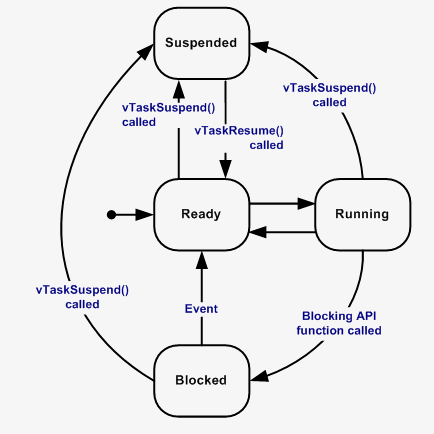 Suspended
vTaskSuspend()
called
vTaskSuspend()
called
vTaskResume()
called
Ready
Running
vTaskSuspend()
called
Event
Blocking API
function called
Blocked